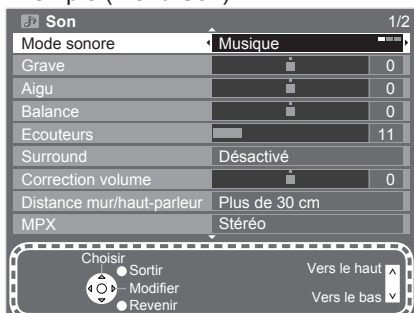 Son 1/2
Mode sonore Musique
Grave 0
Aigu 0
Balance 0
Ecouteurs 11
Surround Désactivé
Correction volume 0
Distance mur/haut-parleur Plus de 30 cm
MPX Stéréo
Choisir
Sortir
Modifier
Revenir
Vers le haut
Vers le bas